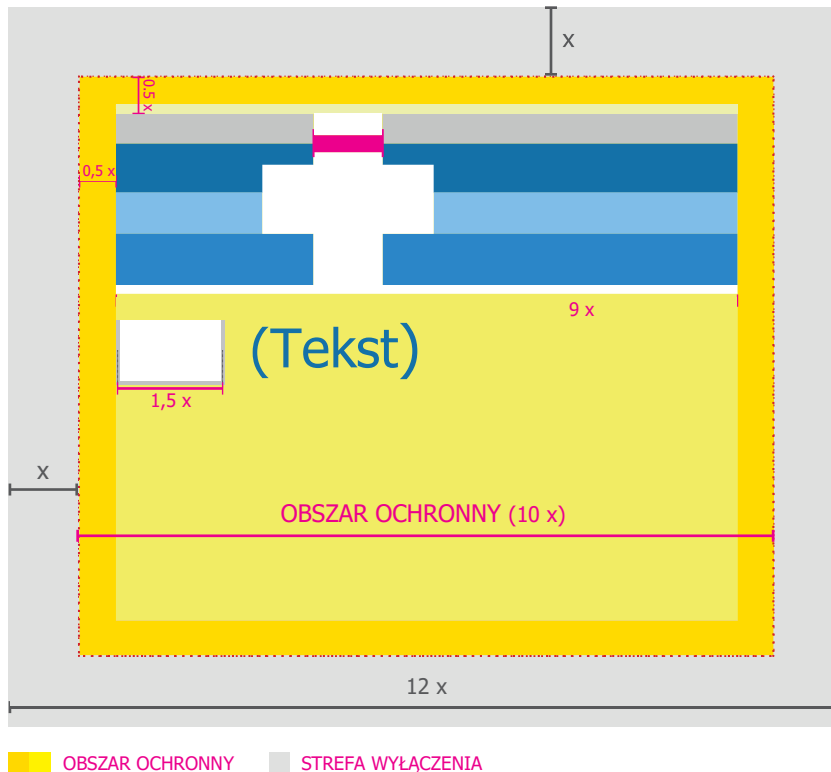 x
0.5 x
0,5 x
9 x
(Tekst)
1,5 x
x
OBSZAR OCHRONNY (10 x)
12 x
OBSZAR OCHRONNY
STREFA WYŁĄCZENIA